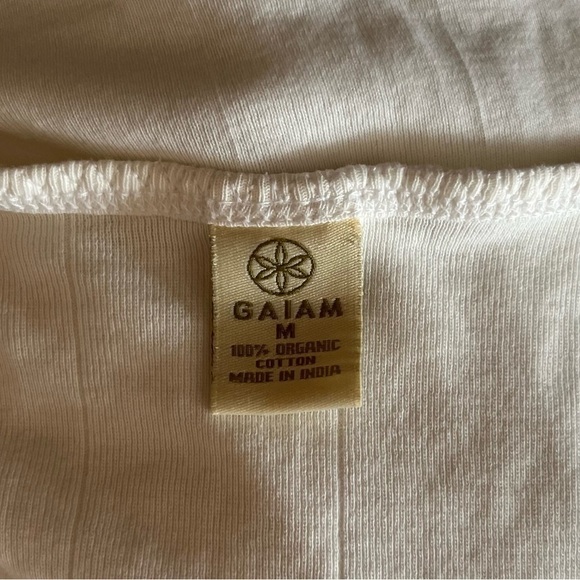 GAIAM
M
100% ORGANIC
COTTON
MADE IN INDIA